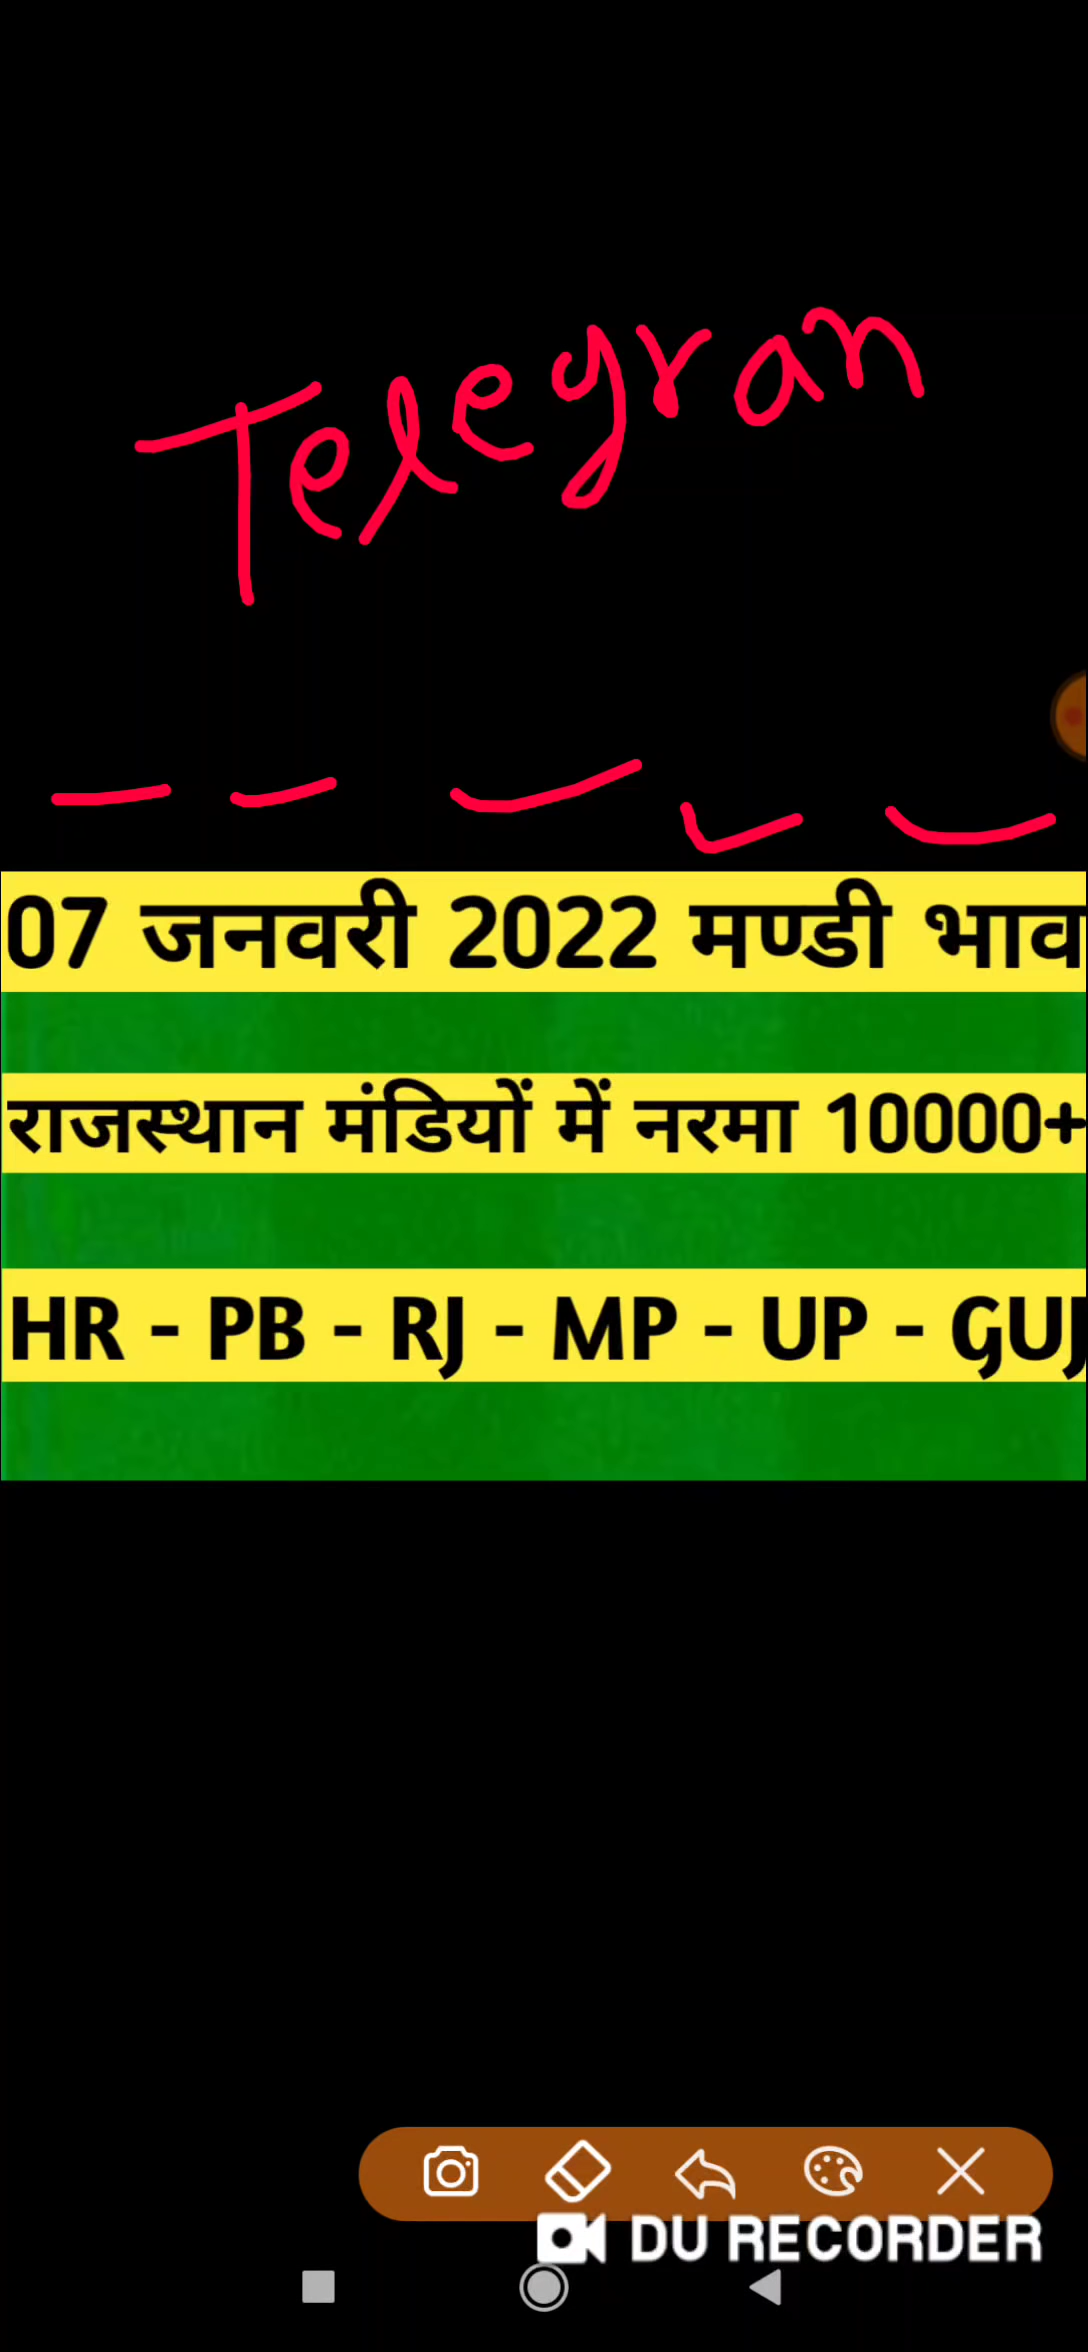 Telegran
07 जनवरी 2022 मण्डी भाव
राजस्थान मंडियों में नरमा 10000+
HR - PB - RJ - MP - UP - GUJ
DU RECORDER